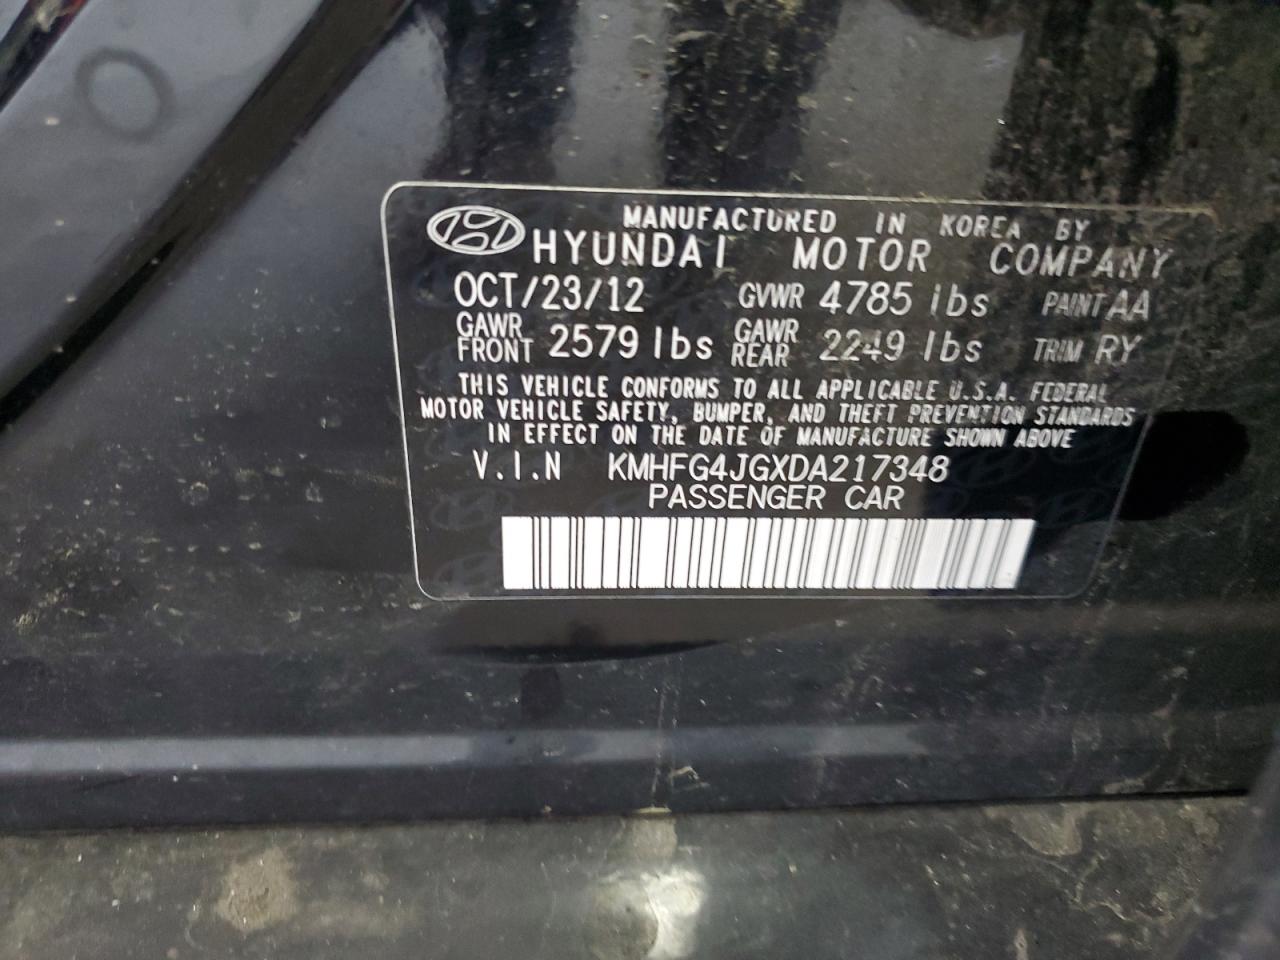 MANUFACTURED IN KOREA BY
HYUNDAI MOTOR COMPANY
OCT/23/12 GVWR 4785 lbs PAINT AA
GAWR FRONT 2579 lbs GAWR REAR 2249 lbs TRIM RY
THIS VEHICLE CONFORMS TO ALL APPLICABLE U.S.A. FEDERAL
MOTOR VEHICLE SAFETY, BUMPER, AND THEFT PREVENTION STANDARDS
IN EFFECT ON THE DATE OF MANUFACTURE SHOWN ABOVE
V.I.N KMHFG4JGXDA217348
PASSENGER CAR